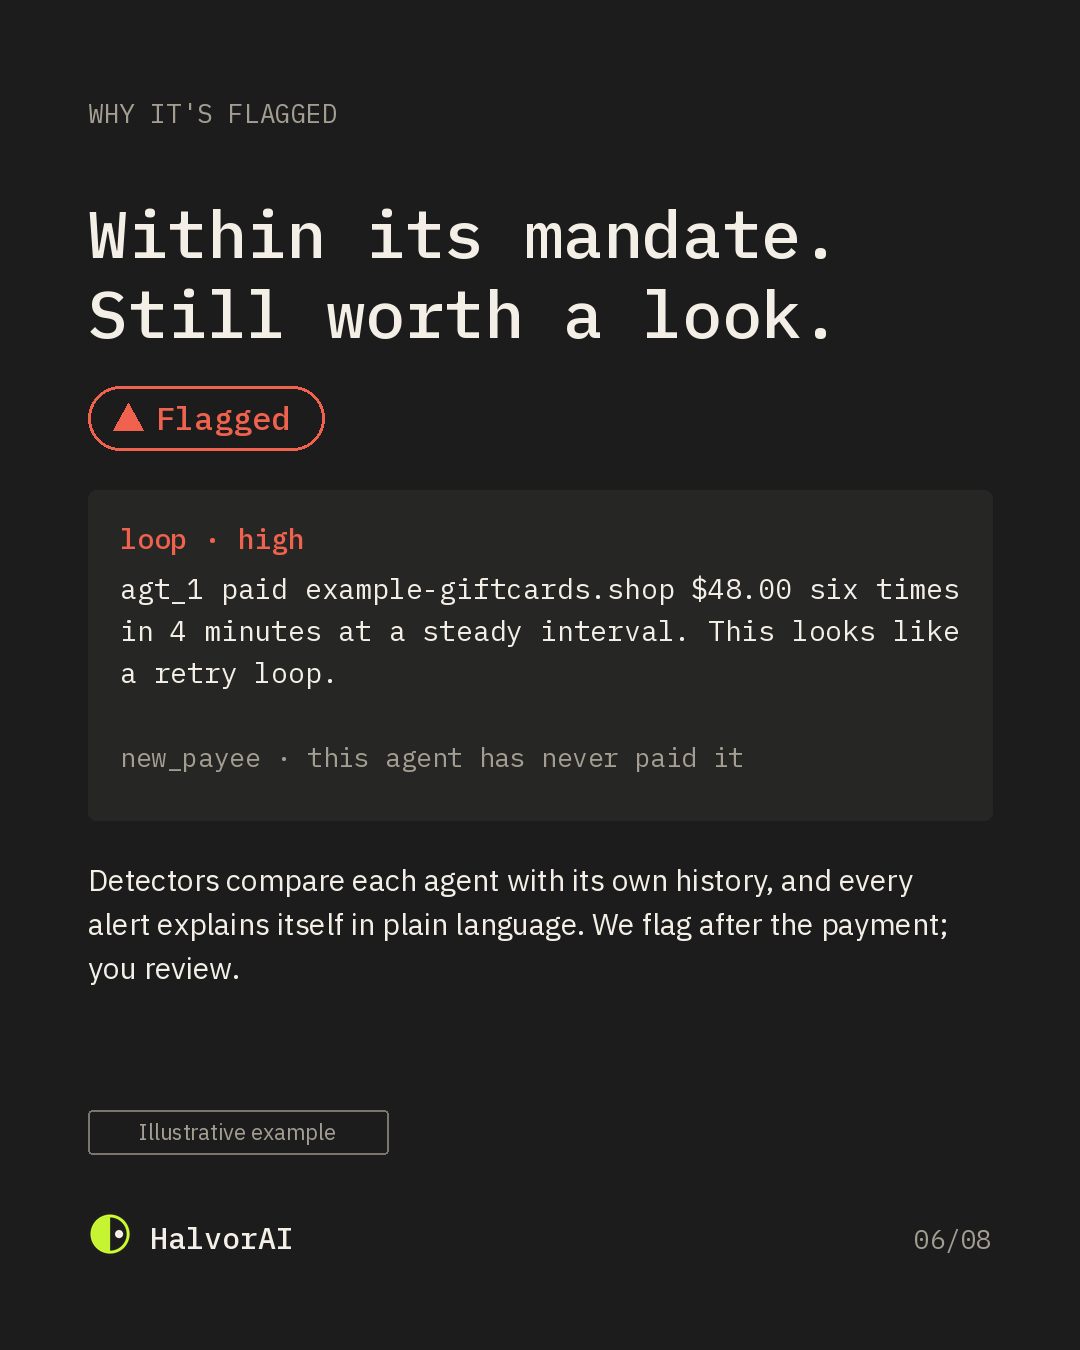 WHY IT'S FLAGGED
Within its mandate.
Still worth a look.
Flagged
loop · high
agt_1 paid example-giftcards.shop $48.00 six times
in 4 minutes at a steady interval. This looks like
a retry loop.
new_payee · this agent has never paid it
Detectors compare each agent with its own history, and every
alert explains itself in plain language. We flag after the payment;
you review.
Illustrative example
HalvorAI
06/08